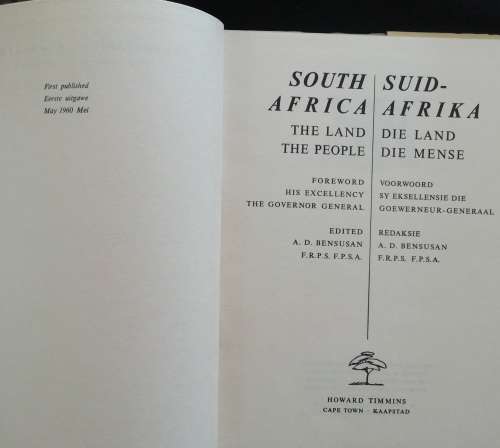 First published
Eerste uitgawe
May 1960 Mei
SOUTH
AFRICA
THE LAND
THE PEOPLE
FOREWORD
HIS EXCELLENCY
THE GOVERNOR GENERAL
EDITED
A. D. BENSUSAN
F.R.P.S. F.P.S.A.
SUID-
AFRIKA
DIE LAND
DIE MENSE
VOORWOORD
SY EKSELLENSIE DIE
GOEWERNEUR-GENERAAL
REDAKSIE
A. D. BENSUSAN
F.R.P.S. F.P.S.A.
HOWARD TIMMINS
CAPE TOWN - KAAPSTAD